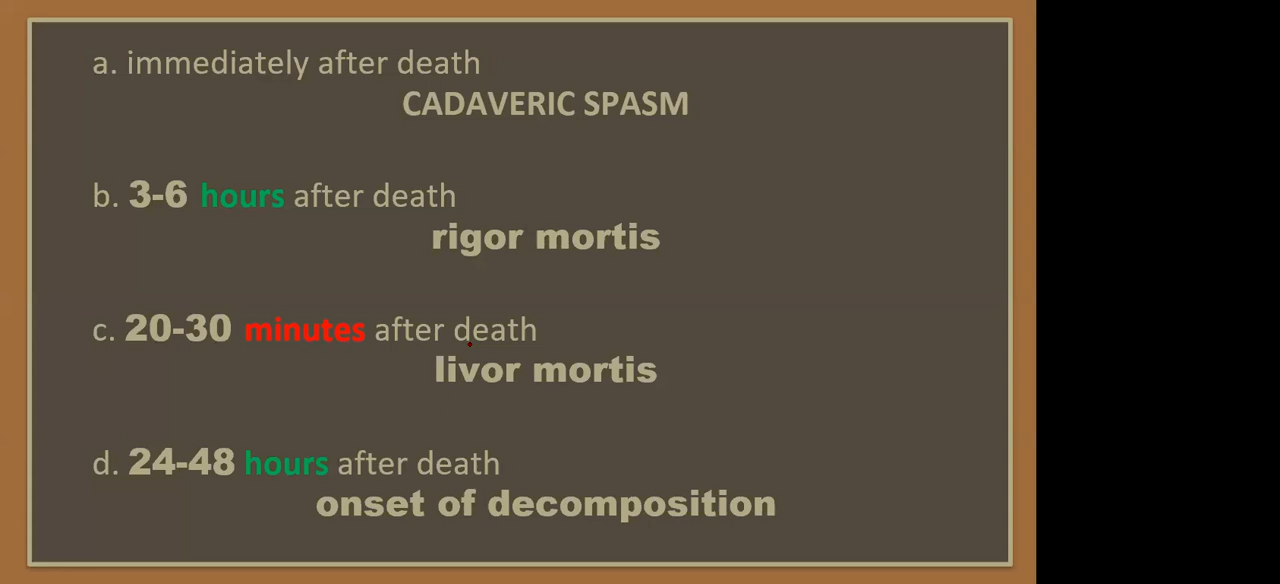 a. immediately after death
CADAVERIC SPASM
b. 3-6 hours after death
rigor mortis
c. 20-30 minutes after death
livor mortis
d. 24-48 hours after death
onset of decomposition